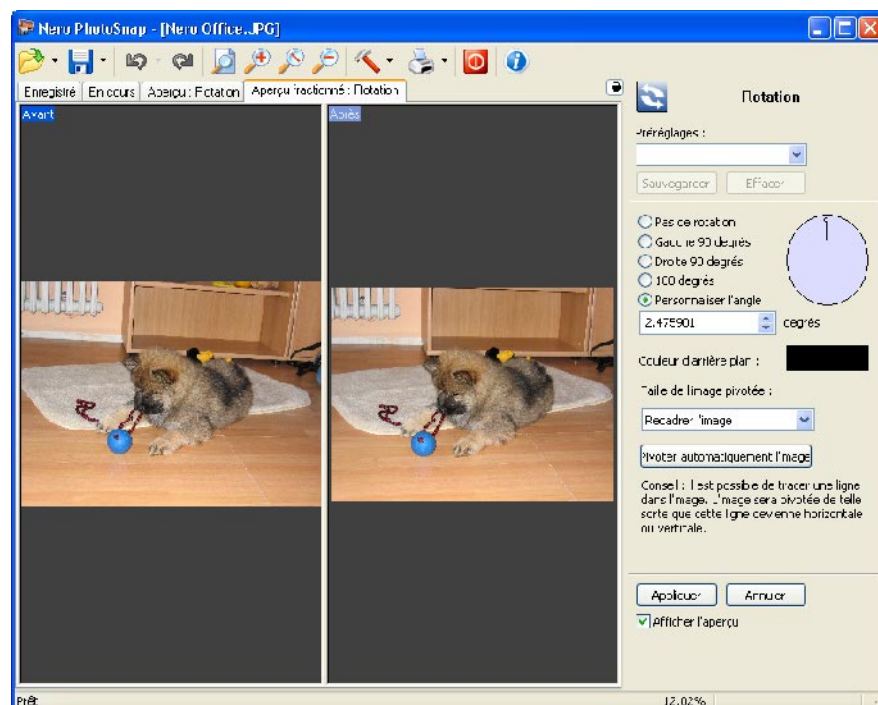 Nero PhotoSnap - [Nero Office.JPG]
Enregistré En cours Aperçu : Rotation Aperçu fractionné : Rotation
Avant
Après
Rotation
Préréglages :
Sauvegarder Effacer
Pas de rotation
Gauche 90 degrés
Droite 90 degrés
180 degrés
Personnaliser l'angle
2.475901 degrés
Couleur d'arrière plan :
Taille de l'image pivotée :
Recadrer l'image
Pivoter automatiquement l'image
Conseil : Il est possible de tracer une ligne
dans l'image. L'image sera pivotée de telle
sorte que cette ligne devienne horizontale
ou verticale.
Appliquer Annuler
Afficher l'aperçu
Prêt 12.02%